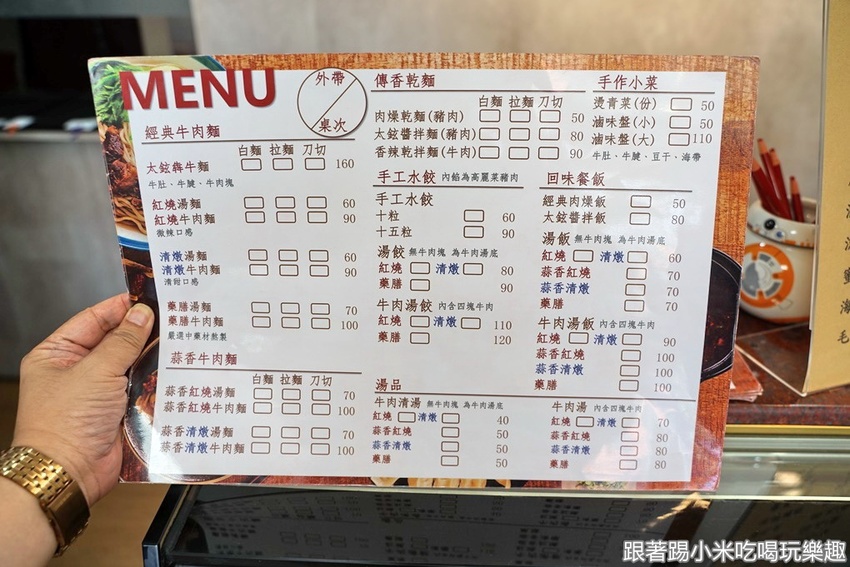 MENU
外帶
桌次
經典牛肉麵
白麵 拉麵 刀切
太鉉犇牛麵 160
牛肚、牛腱、牛肉塊
紅燒湯麵 60
紅燒牛肉麵 90
微辣口感
清燉湯麵 60
清燉牛肉麵 90
清甜口感
藥膳湯麵 70
藥膳牛肉麵 100
嚴選中藥材熬製
蒜香牛肉麵
白麵 拉麵 刀切
蒜香紅燒湯麵 70
蒜香紅燒牛肉麵 100
蒜香清燉湯麵 70
蒜香清燉牛肉麵 100
傳香乾麵
白麵 拉麵 刀切
肉燥乾麵(豬肉) 50
太鉉醬拌麵(豬肉) 80
香辣乾拌麵(牛肉) 90
手工水餃 內餡為高麗菜豬肉
手工水餃
十粒 60
十五粒 90
湯餃 無牛肉塊 為牛肉湯底
紅燒 清燉 80
藥膳 90
牛肉湯餃 內含四塊牛肉
紅燒 清燉 110
藥膳 120
湯品
牛肉清湯 無牛肉塊 為牛肉湯底
紅燒 清燉 40
蒜香紅燒 50
蒜香清燉 50
藥膳 50
牛肉湯 內含四塊牛肉
紅燒 清燉 70
蒜香紅燒 80
蒜香清燉 80
藥膳 80
手作小菜
燙青菜(份) 50
滷味盤(小) 50
滷味盤(大) 110
牛肚、牛腱、豆干、海帶
回味餐飯
經典肉燥飯 50
太鉉醬拌飯 60
湯飯 無牛肉塊 為牛肉湯底
紅燒 清燉 60
蒜香紅燒 70
蒜香清燉 70
藥膳 70
牛肉湯飯 內含四塊牛肉
紅燒 清燉 90
蒜香紅燒 100
蒜香清燉 100
藥膳 100
跟著踢小米吃喝玩樂趣